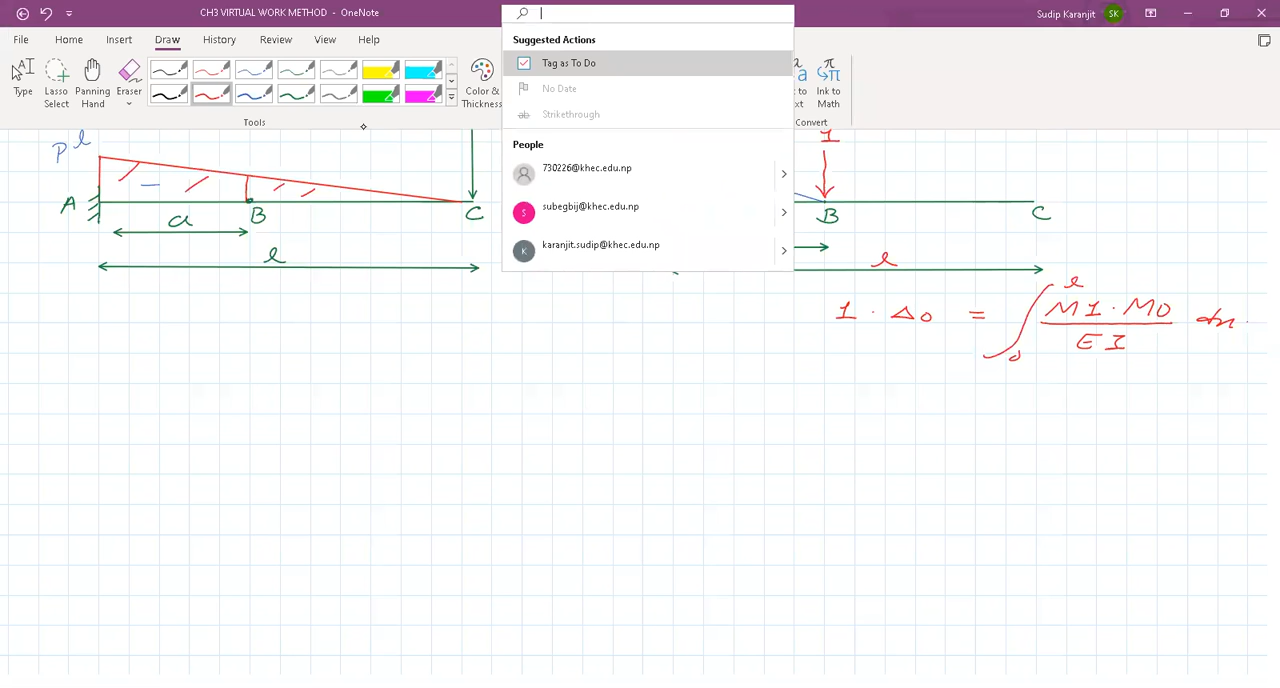 CH3 VIRTUAL WORK METHOD - OneNote
Sudip Karanjit SK
File Home Insert Draw History Review View Help
Suggested Actions
Tag as To Do
No Date
Strikethrough
People
730226@khec.edu.np
S subegbij@khec.edu.np
K karanjit.sudip@khec.edu.np
Type
Lasso Select
Panning Hand
Eraser
Color & Thickness
Ink to Math
Tools
Convert
Pl
A
a
B
C
l
1
B
C
l
1 · Δ0 = ∫ 0 l M1 · M0 / EI dx